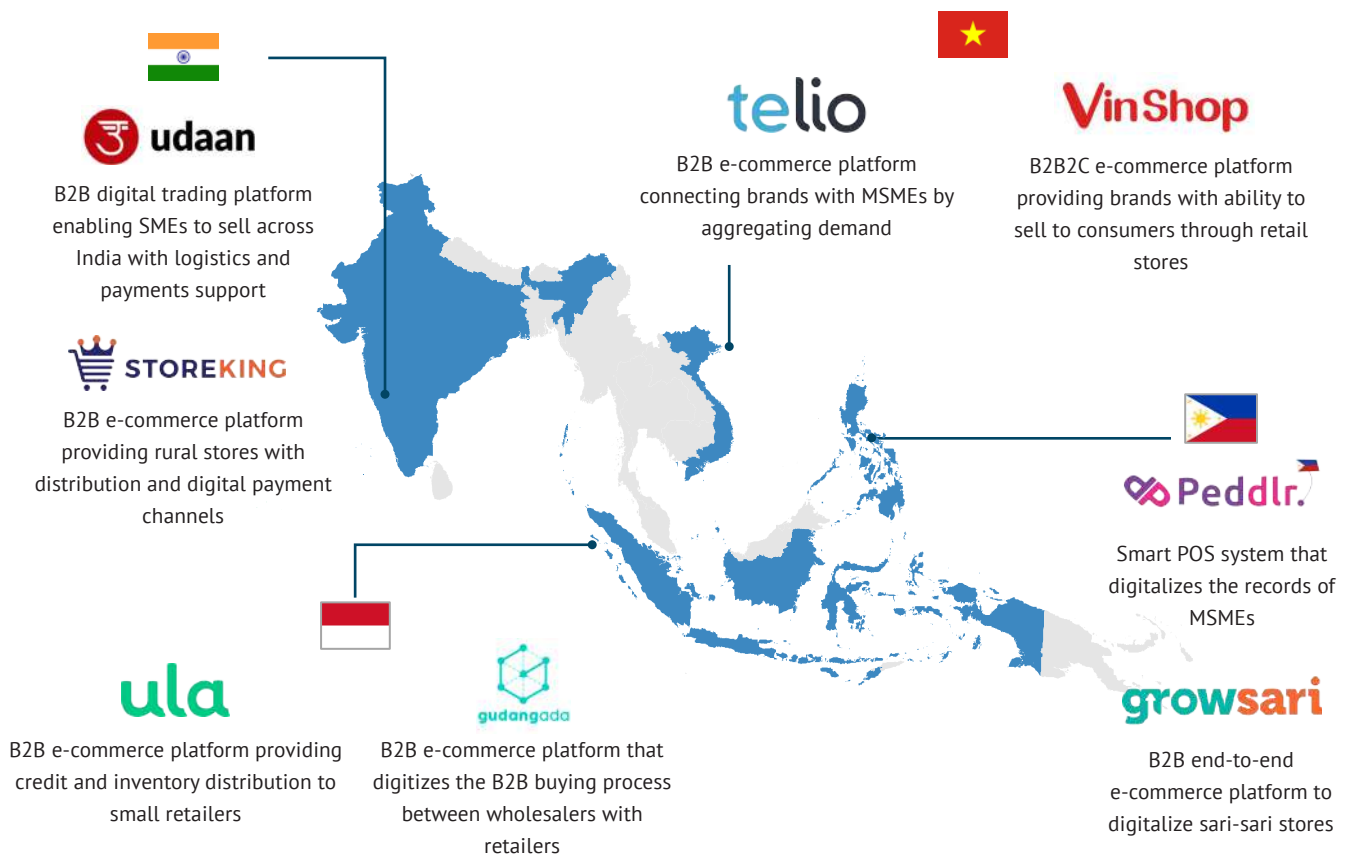 udaan
B2B digital trading platform
enabling SMEs to sell across
India with logistics and
payments support
STOREKING
B2B e-commerce platform
providing rural stores with
distribution and digital payment
channels
telio
B2B e-commerce platform
connecting brands with MSMEs by
aggregating demand
VinShop
B2B2C e-commerce platform
providing brands with ability to
sell to consumers through retail
stores
Peddlr.
Smart POS system that
digitalizes the records of
MSMEs
growsari
B2B end-to-end
e-commerce platform to
digitalize sari-sari stores
ula
B2B e-commerce platform providing
credit and inventory distribution to
small retailers
gudangada
B2B e-commerce platform that
digitizes the B2B buying process
between wholesalers with
retailers